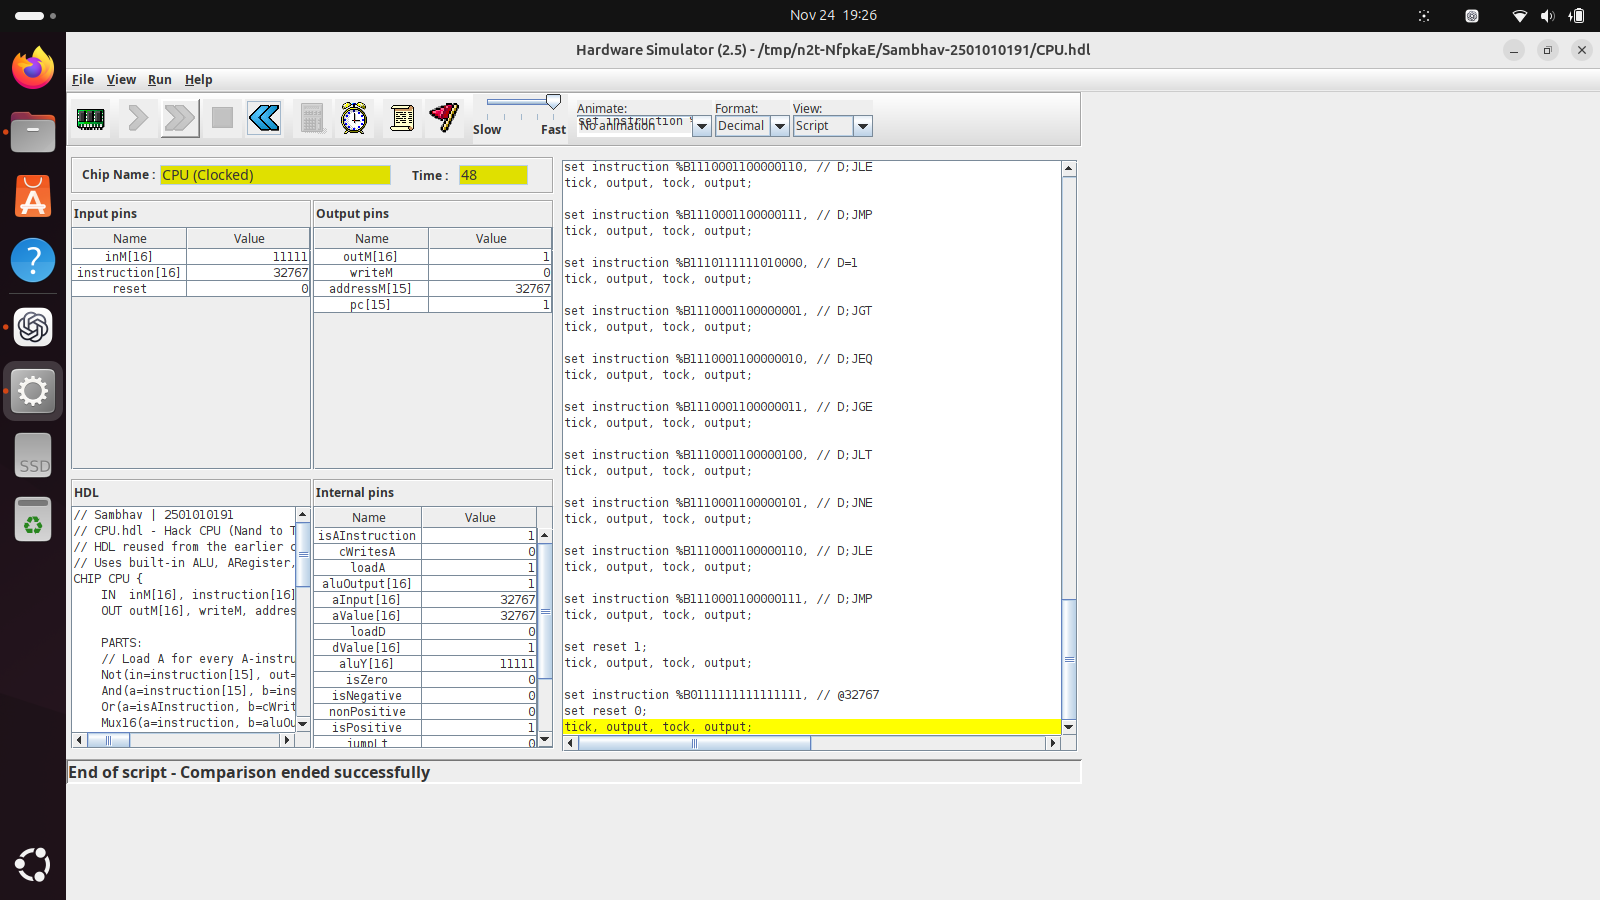 Nov 24 19:26
Hardware Simulator (2.5) - /tmp/n2t-NfpkaE/Sambhav-2501010191/CPU.hdl
File View Run Help
Slow Fast
Animate: Format: View:
No animation Decimal Script
Chip Name : CPU (Clocked) Time : 48
Input pins
Name Value
inM[16] 11111
instruction[16] 32767
reset 0
Output pins
Name Value
outM[16] 1
writeM 0
addressM[15] 32767
pc[15] 1
HDL
// Sambhav | 2501010191
// CPU.hdl - Hack CPU (Nand to T
// HDL reused from the earlier c
// Uses built-in ALU, ARegister,
CHIP CPU {
IN inM[16], instruction[16]
OUT outM[16], writeM, addres
PARTS:
// Load A for every A-instru
Not(in=instruction[15], out=
And(a=instruction[15], b=ins
Or(a=isAInstruction, b=cWrit
Mux16(a=instruction, b=aluOu
Internal pins
Name Value
isAInstruction 1
cWritesA 0
loadA 1
aluOutput[16] 1
aInput[16] 32767
aValue[16] 32767
loadD 0
dValue[16] 1
aluY[16] 11111
isZero 0
isNegative 0
nonPositive 0
isPositive 1
jumpLt 0
set instruction %B1110001100000110, // D;JLE
tick, output, tock, output;
set instruction %B1110001100000111, // D;JMP
tick, output, tock, output;
set instruction %B1110111111010000, // D=1
tick, output, tock, output;
set instruction %B1110001100000001, // D;JGT
tick, output, tock, output;
set instruction %B1110001100000010, // D;JEQ
tick, output, tock, output;
set instruction %B1110001100000011, // D;JGE
tick, output, tock, output;
set instruction %B1110001100000100, // D;JLT
tick, output, tock, output;
set instruction %B1110001100000101, // D;JNE
tick, output, tock, output;
set instruction %B1110001100000110, // D;JLE
tick, output, tock, output;
set instruction %B1110001100000111, // D;JMP
tick, output, tock, output;
set reset 1;
tick, output, tock, output;
set instruction %B0111111111111111, // @32767
set reset 0;
tick, output, tock, output;
End of script - Comparison ended successfully
SSD